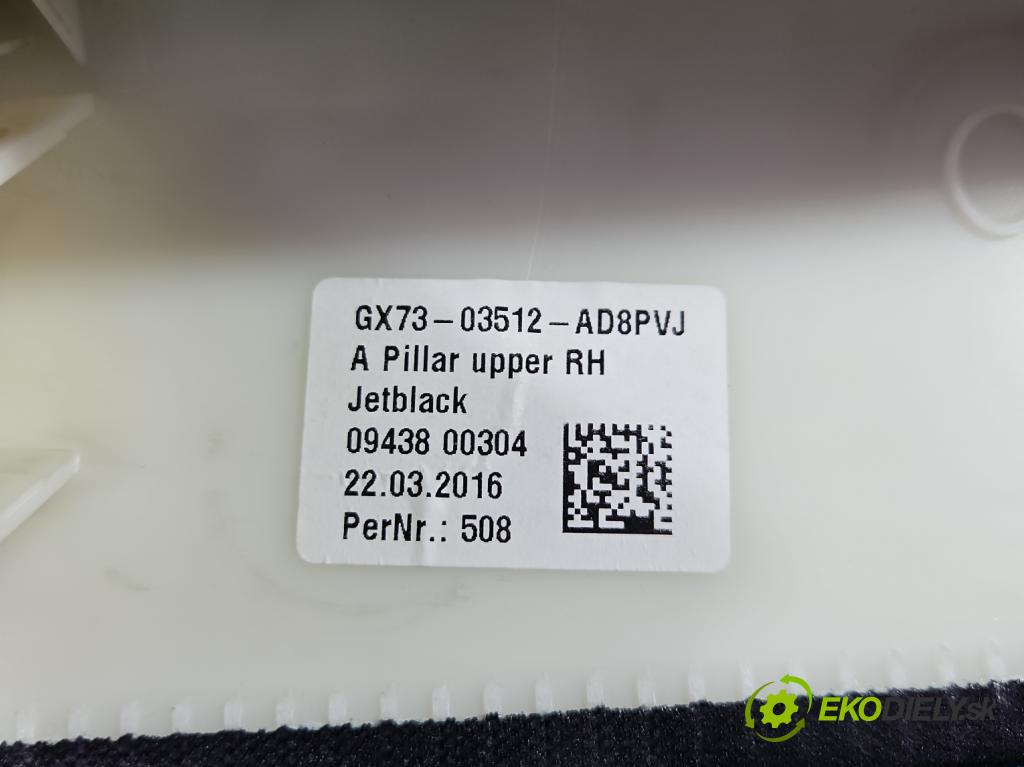 GX73-03512-AD8PVJ
A Pillar upper RH
Jetblack
09438 00304
22.03.2016
PerNr.: 508
EKODIELY.sk